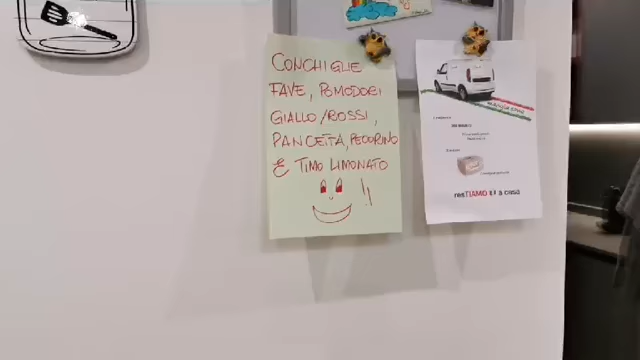 CONCHIGLIE
FAVE, POMODORI
GIALLO/ROSSI,
PANCETTA, PECORINO
E TIMO LIMONATO
!!
resTIAMO a casa